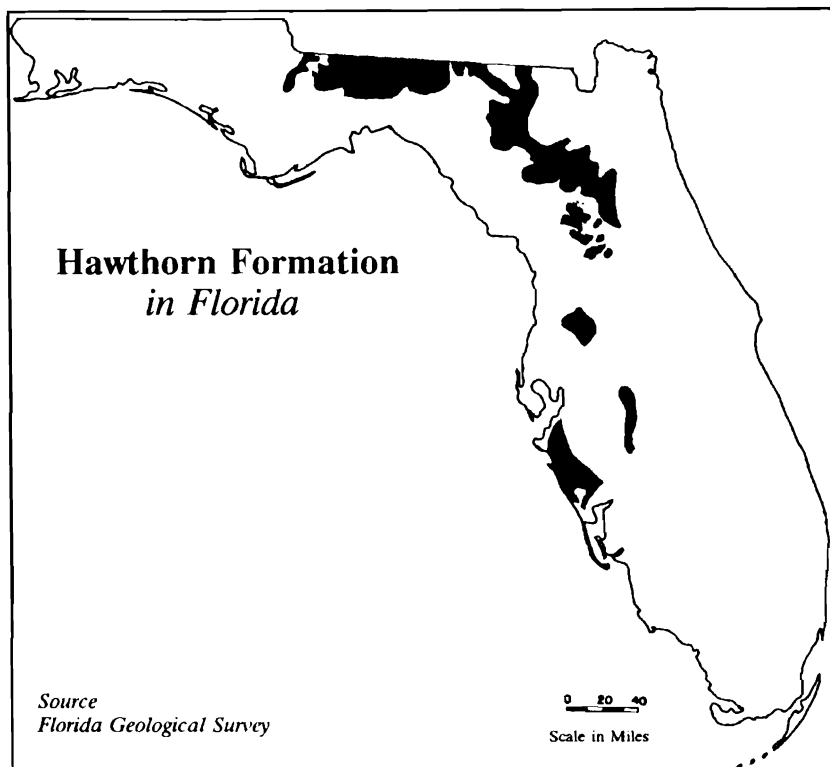 Hawthorn Formation
in Florida
Source
Florida Geological Survey
0 20 40
Scale in Miles